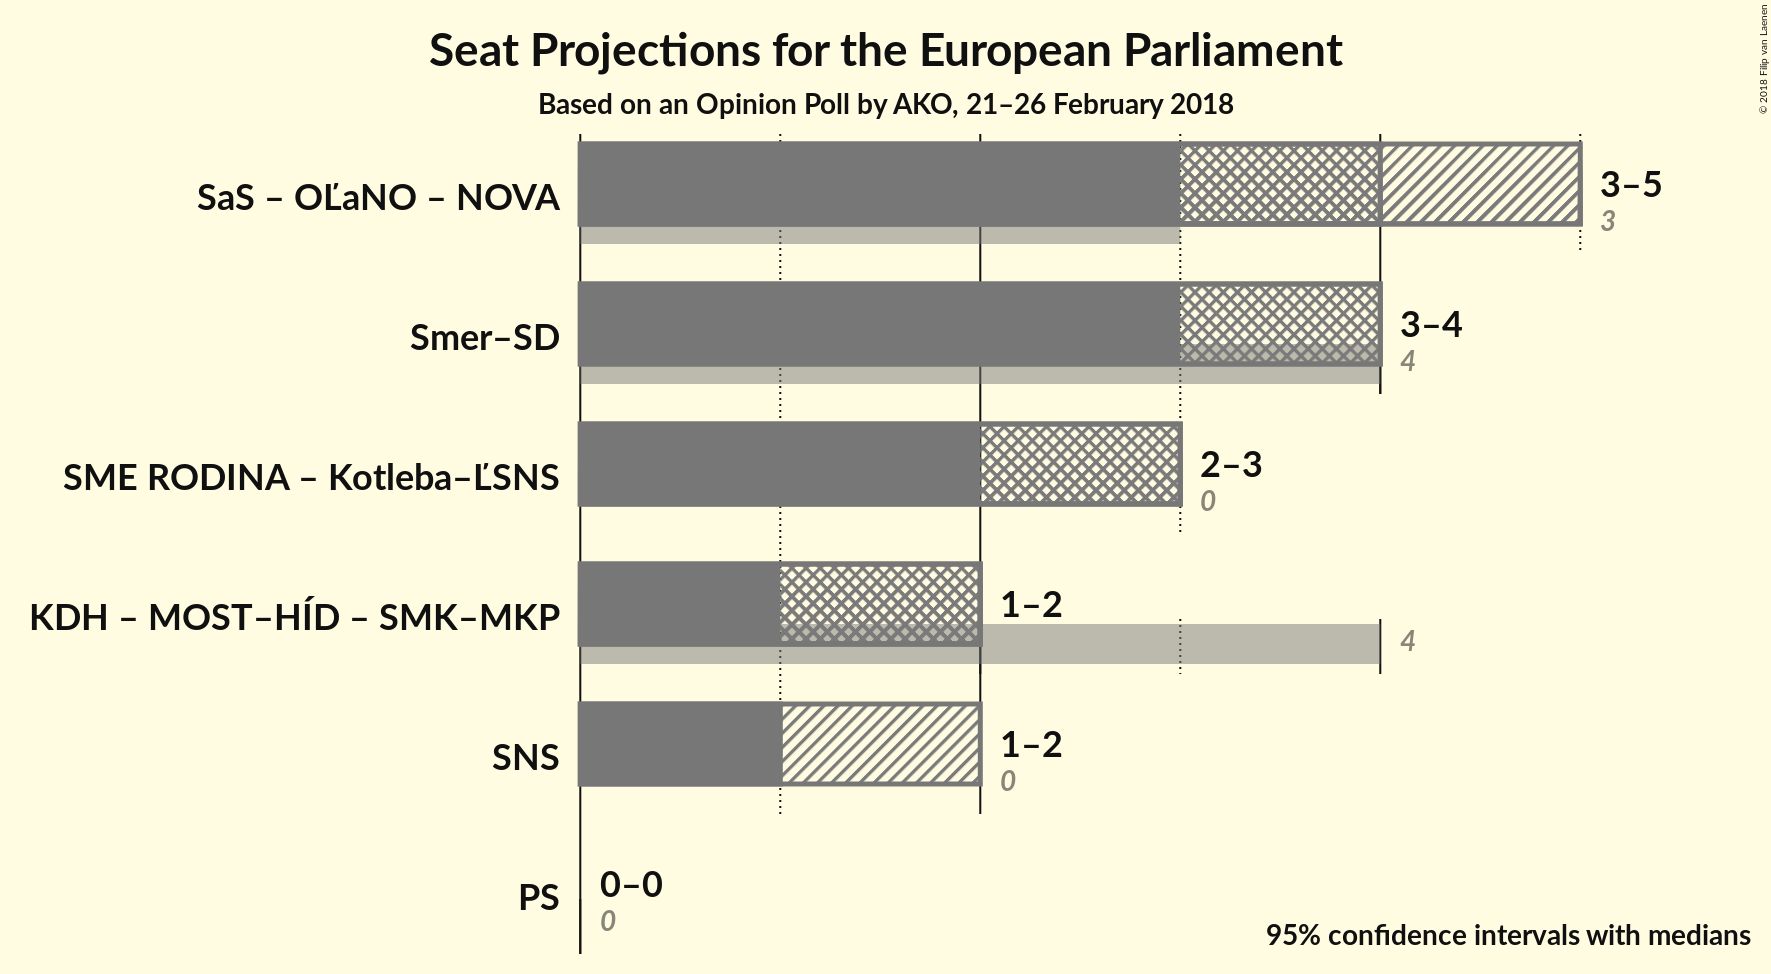 Seat Projections for the European Parliament
Based on an Opinion Poll by AKO, 21–26 February 2018
© 2018 Filip van Laenen
SaS – OĽaNO – NOVA
3–5
3
Smer–SD
3–4
4
SME RODINA – Kotleba–ĽSNS
2–3
0
KDH – MOST–HÍD – SMK–MKP
1–2
4
SNS
1–2
0
PS
0–0
0
95% confidence intervals with medians